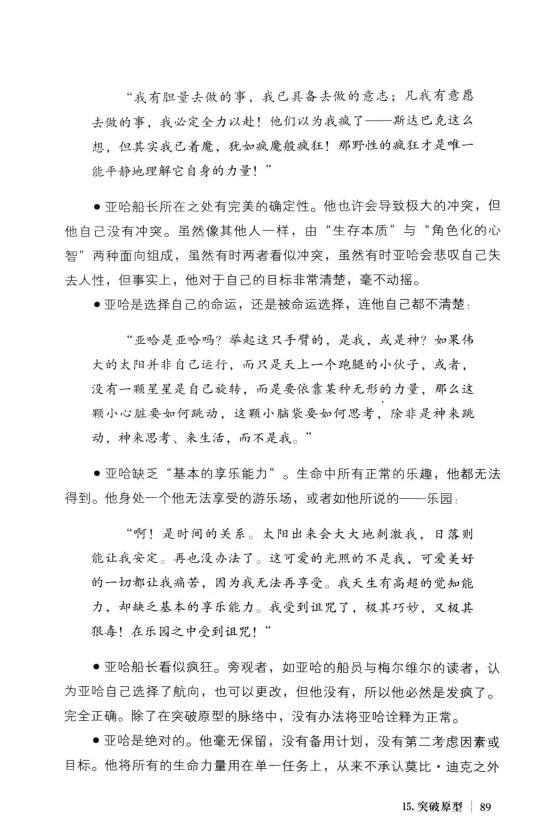 “我有胆量去做的事，我已具备去做的意志；凡我有意愿
去做的事，我必定全力以赴！他们以为我疯了——斯达巴克这么
想，但其实我已着魔，犹如疯魔般疯狂！那野性的疯狂才是唯一
能平静地理解它自身的力量！”
●亚哈船长所在之处有完美的确定性。他也许会导致极大的冲突，但
他自己没有冲突。虽然像其他人一样，由“生存本质”与“角色化的心
智”两种面向组成，虽然有时两者看似冲突，虽然有时亚哈会悲叹自己失
去人性，但事实上，他对于自己的目标非常清楚，毫不动摇。
●亚哈是选择自己的命运，还是被命运选择，连他自己都不清楚：
“亚哈是亚哈吗？举起这只手臂的，是我，或是神？如果伟
大的太阳并非自己运行，而只是天上一个跑腿的小伙子，或者，
没有一颗星星是自己旋转，而是要依靠某种无形的力量，那么这
颗小心脏要如何跳动，这颗小脑袋要如何思考，除非是神来跳
动，神来思考、来生活，而不是我。”
●亚哈缺乏“基本的享乐能力”。生命中所有正常的乐趣，他都无法
得到。他身处一个他无法享受的游乐场，或者如他所说的——乐园：
“啊！是时间的关系。太阳出来会大大地刺激我，日落则
能让我安定。再也没办法了。这可爱的光照的不是我，可爱美好
的一切都让我痛苦，因为我无法再享受。我天生有高超的觉知能
力，却缺乏基本的享乐能力。我受到诅咒了，极其巧妙，又极其
狠毒！在乐园之中受到诅咒！”
●亚哈船长看似疯狂。旁观者，如亚哈的船员与梅尔维尔的读者，认
为亚哈自己选择了航向，也可以更改，但他没有，所以他必然是发疯了。
完全正确。除了在突破原型的脉络中，没有办法将亚哈诠释为正常。
●亚哈是绝对的。他毫无保留，没有备用计划，没有第二考虑因素或
目标。他将所有的生命力量用在单一任务上，从来不承认莫比·迪克之外
15. 突破原型 89